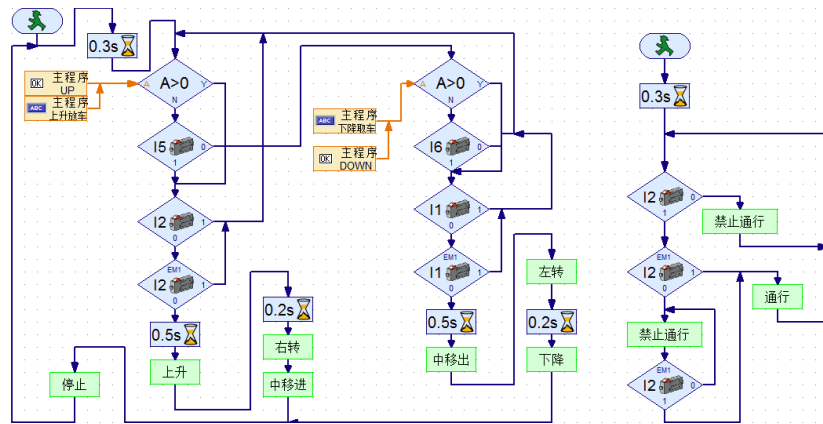 0.3s
OK 主程序
UP
ABC 主程序
上升放车
A A>0 Y
N
I5 0
1
I2 1
0
EM1
I2 1
0
0.5s
上升
0.2s
右转
中移进
停止
A A>0 Y
N
ABC 主程序
下降取车
OK 主程序
DOWN
I6 0
1
I1 1
0
EM1
I1 1
0
0.5s
中移出
左转
0.2s
下降
0.3s
I2 0
1
禁止通行
EM1
I2 1
0
通行
禁止通行
EM1
I2 0
1